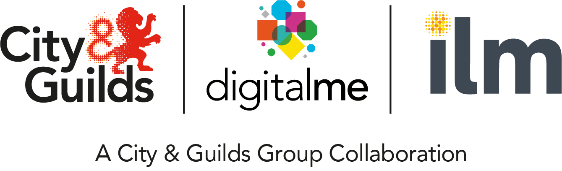 City & Guilds
digitalme
ilm
A City & Guilds Group Collaboration